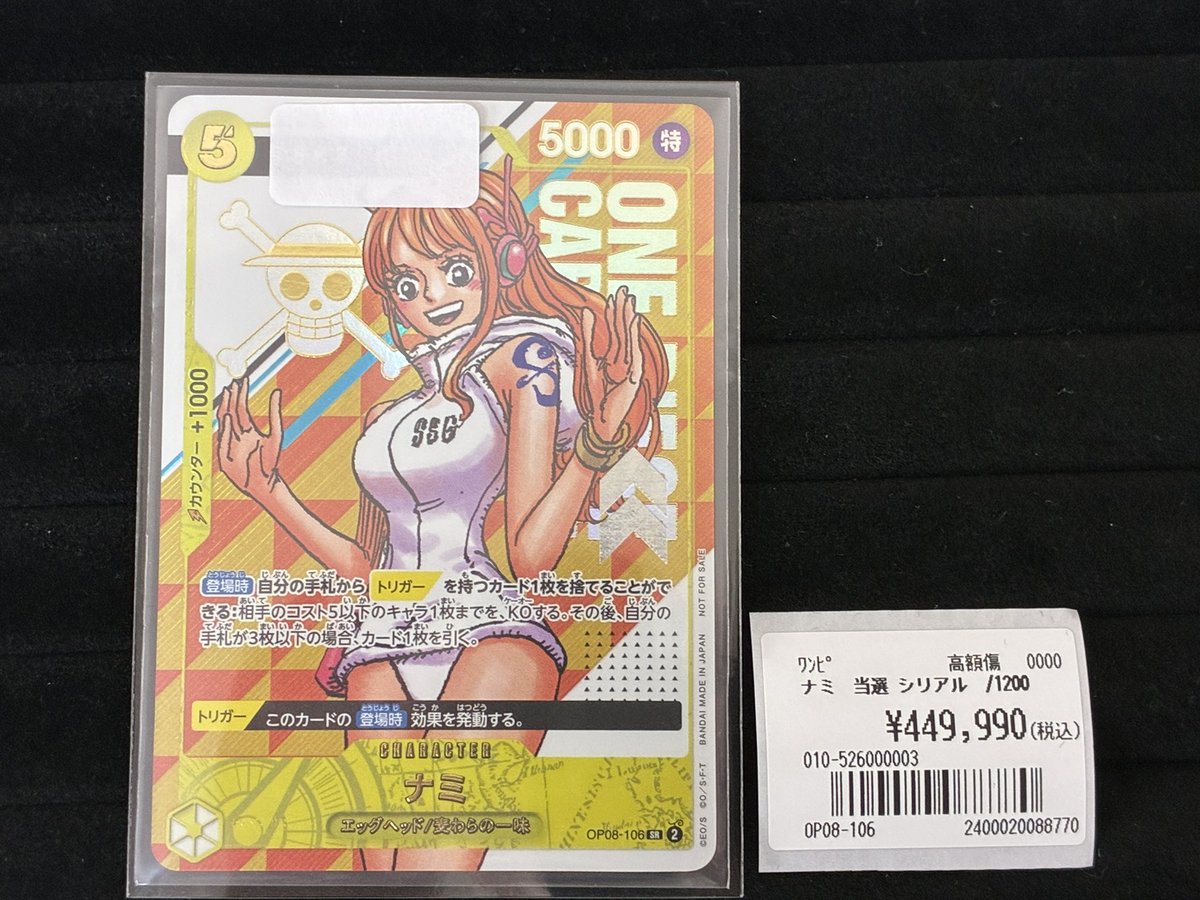 5
5000
特
ONE PIECE
CAR
カウンター +1000
SSG
登場時 自分の手札から トリガー を持つカード1枚を捨てることがで
きる:相手のコスト5以下のキャラ1枚までを、KOする。その後、自分の
手札が3枚以下の場合、カード1枚を引く。
トリガー このカードの 登場時 効果を発動する。
CHARACTER
ナミ
エッグヘッド/麦わらの一味
OP08-106 SR 2
©EO/S ©O/S・F・T BANDAI MADE IN JAPAN NOT FOR SALE
ﾜﾝﾋﾟ 高額傷 0000
ナミ 当選 シリアル /1200
¥449,990(税込)
010-526000003
OP08-106 2400020088770